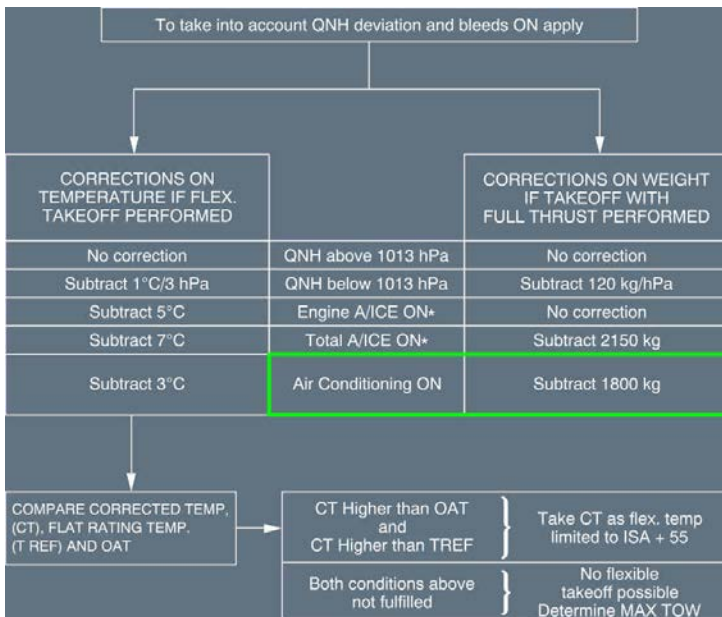 To take into account QNH deviation and bleeds ON apply
CORRECTIONS ON
TEMPERATURE IF FLEX.
TAKEOFF PERFORMED
CORRECTIONS ON WEIGHT
IF TAKEOFF WITH
FULL THRUST PERFORMED
No correction
QNH above 1013 hPa
No correction
Subtract 1°C/3 hPa
QNH below 1013 hPa
Subtract 120 kg/hPa
Subtract 5°C
Engine A/ICE ON*
No correction
Subtract 7°C
Total A/ICE ON*
Subtract 2150 kg
Subtract 3°C
Air Conditioning ON
Subtract 1800 kg
COMPARE CORRECTED TEMP,
(CT), FLAT RATING TEMP.
(T REF) AND OAT
CT Higher than OAT
and
CT Higher than TREF
Take CT as flex. temp
limited to ISA + 55
Both conditions above
not fulfilled
No flexible
takeoff possible
Determine MAX TOW